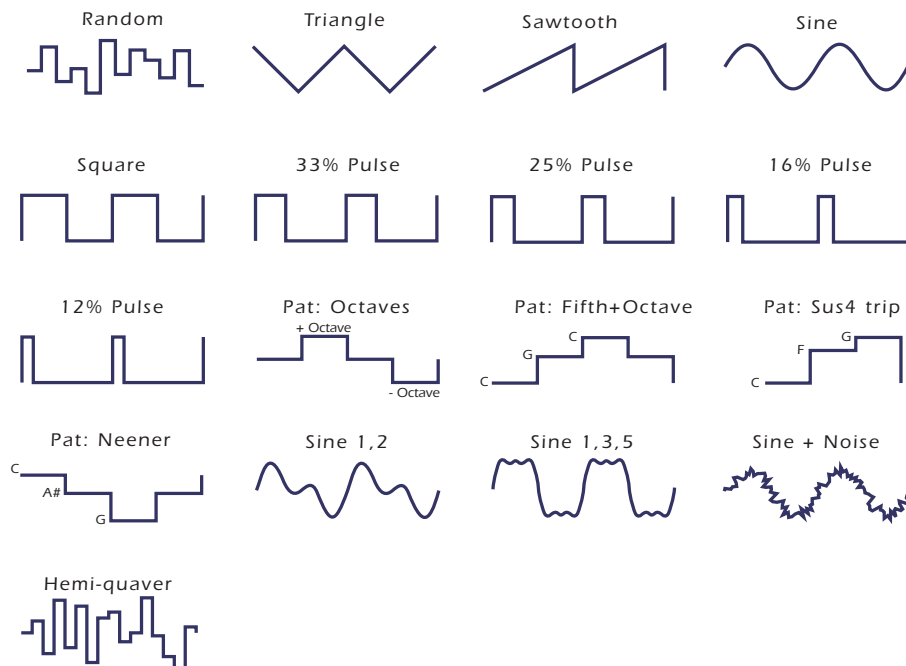 Random
Triangle
Sawtooth
Sine
Square
33% Pulse
25% Pulse
16% Pulse
12% Pulse
Pat: Octaves
+ Octave
- Octave
Pat: Fifth+Octave
C
G
C
Pat: Sus4 trip
G
F
C
Pat: Neener
C
A#
G
Sine 1,2
Sine 1,3,5
Sine + Noise
Hemi-quaver